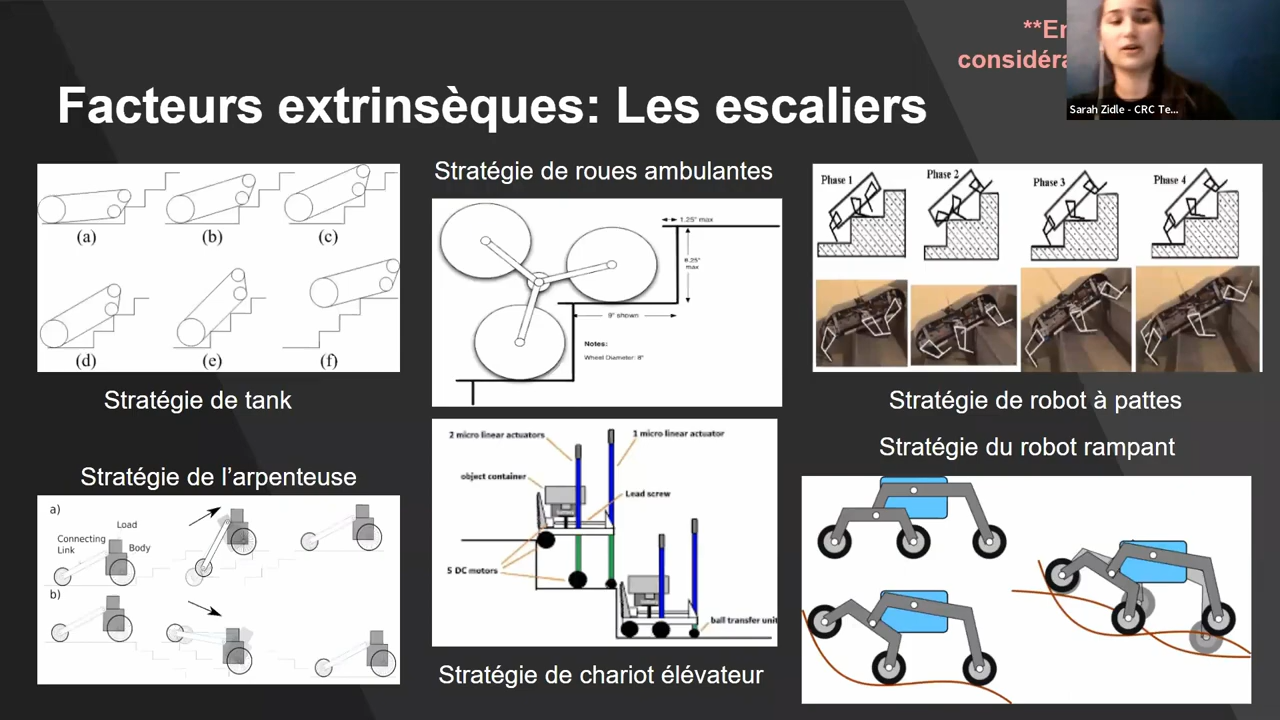 **En
considéra
Sarah Zidle - CRC Te...
Facteurs extrinsèques: Les escaliers
(a)
(b)
(c)
(d)
(e)
(f)
Stratégie de tank
Stratégie de roues ambulantes
1.25" max
8.25"
max
9" shown
Notes:
Wheel Diameter: 8"
Phase 1
Phase 2
Phase 3
Phase 4
Stratégie de robot à pattes
Stratégie de l'arpenteuse
a)
Load
Connecting
Link
Body
b)
2 micro linear actuators
1 micro linear actuator
object container
Lead screw
5 DC motors
ball transfer unit
Stratégie de chariot élévateur
Stratégie du robot rampant